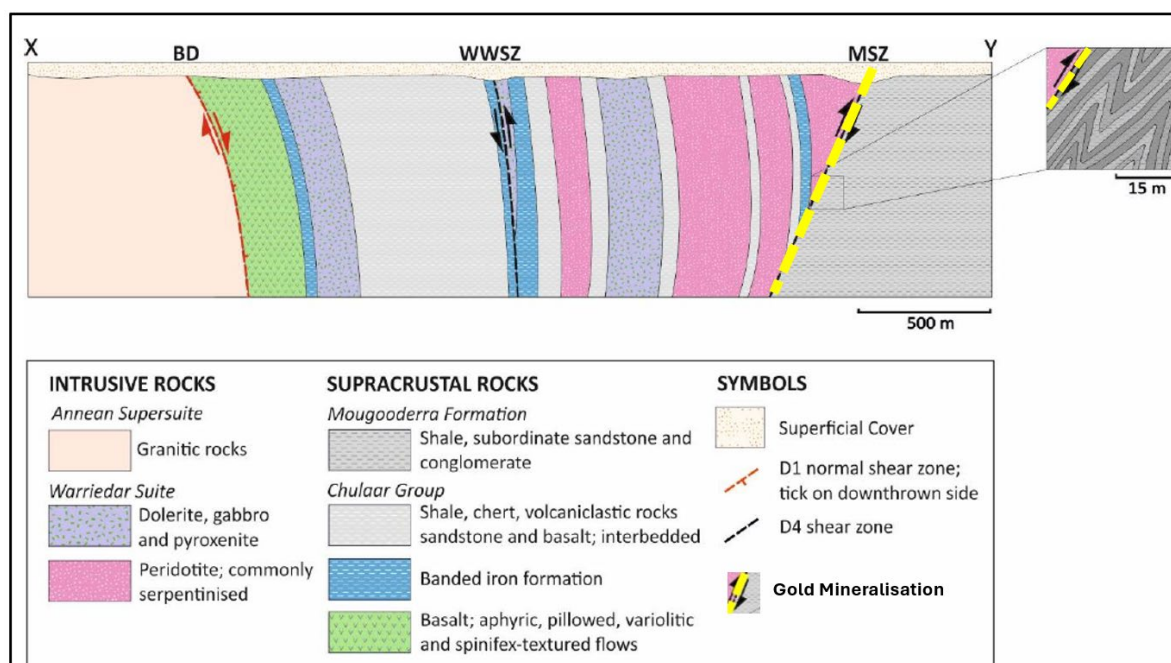 X
BD
WWSZ
MSZ
Y
15 m
500 m
INTRUSIVE ROCKS
Annean Supersuite
Granitic rocks
Warriedar Suite
Dolerite, gabbro
and pyroxenite
Peridotite; commonly
serpentinised
SUPRACRUSTAL ROCKS
Mougooderra Formation
Shale, subordinate sandstone and
conglomerate
Chulaar Group
Shale, chert, volcaniclastic rocks
sandstone and basalt; interbedded
Banded iron formation
Basalt; aphyric, pillowed, variolitic
and spinifex-textured flows
SYMBOLS
Superficial Cover
D1 normal shear zone;
tick on downthrown side
D4 shear zone
Gold Mineralisation